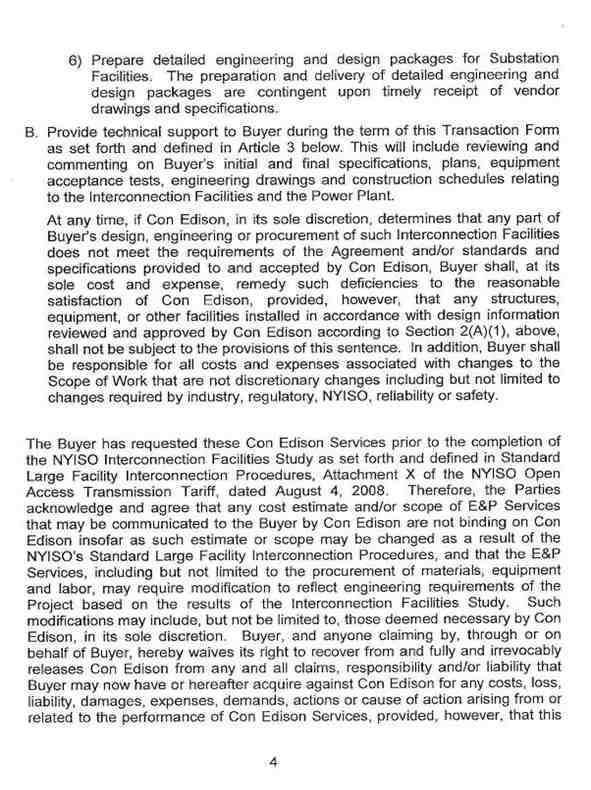 6) Prepare detailed engineering and design packages for Substation
Facilities. The preparation and delivery of detailed engineering and
design packages are contingent upon timely receipt of vendor
drawings and specifications.
B. Provide technical support to Buyer during the term of this Transaction Form
as set forth and defined in Article 3 below. This will include reviewing and
commenting on Buyer's initial and final specifications, plans, equipment
acceptance tests, engineering drawings and construction schedules relating
to the Interconnection Facilities and the Power Plant.
At any time, if Con Edison, in its sole discretion, determines that any part of
Buyer's design, engineering or procurement of such Interconnection Facilities
does not meet the requirements of the Agreement and/or standards and
specifications provided to and accepted by Con Edison, Buyer shall, at its
sole cost and expense, remedy such deficiencies to the reasonable
satisfaction of Con Edison, provided, however, that any structures,
equipment, or other facilities installed in accordance with design information
reviewed and approved by Con Edison according to Section 2(A)(1), above,
shall not be subject to the provisions of this sentence. In addition, Buyer shall
be responsible for all costs and expenses associated with changes to the
Scope of Work that are not discretionary changes including but not limited to
changes required by industry, regulatory, NYISO, reliability or safety.
The Buyer has requested these Con Edison Services prior to the completion of
the NYISO Interconnection Facilities Study as set forth and defined in Standard
Large Facility Interconnection Procedures, Attachment X of the NYISO Open
Access Transmission Tariff, dated August 4, 2008. Therefore, the Parties
acknowledge and agree that any cost estimate and/or scope of E&P Services
that may be communicated to the Buyer by Con Edison are not binding on Con
Edison insofar as such estimate or scope may be changed as a result of the
NYISO's Standard Large Facility Interconnection Procedures, and that the E&P
Services, including but not limited to the procurement of materials, equipment
and labor, may require modification to reflect engineering requirements of the
Project based on the results of the Interconnection Facilities Study. Such
modifications may include, but not be limited to, those deemed necessary by Con
Edison, in its sole discretion. Buyer, and anyone claiming by, through or on
behalf of Buyer, hereby waives its right to recover from and fully and irrevocably
releases Con Edison from any and all claims, responsibility and/or liability that
Buyer may now have or hereafter acquire against Con Edison for any costs, loss,
liability, damages, expenses, demands, actions or cause of action arising from or
related to the performance of Con Edison Services, provided, however, that this
4